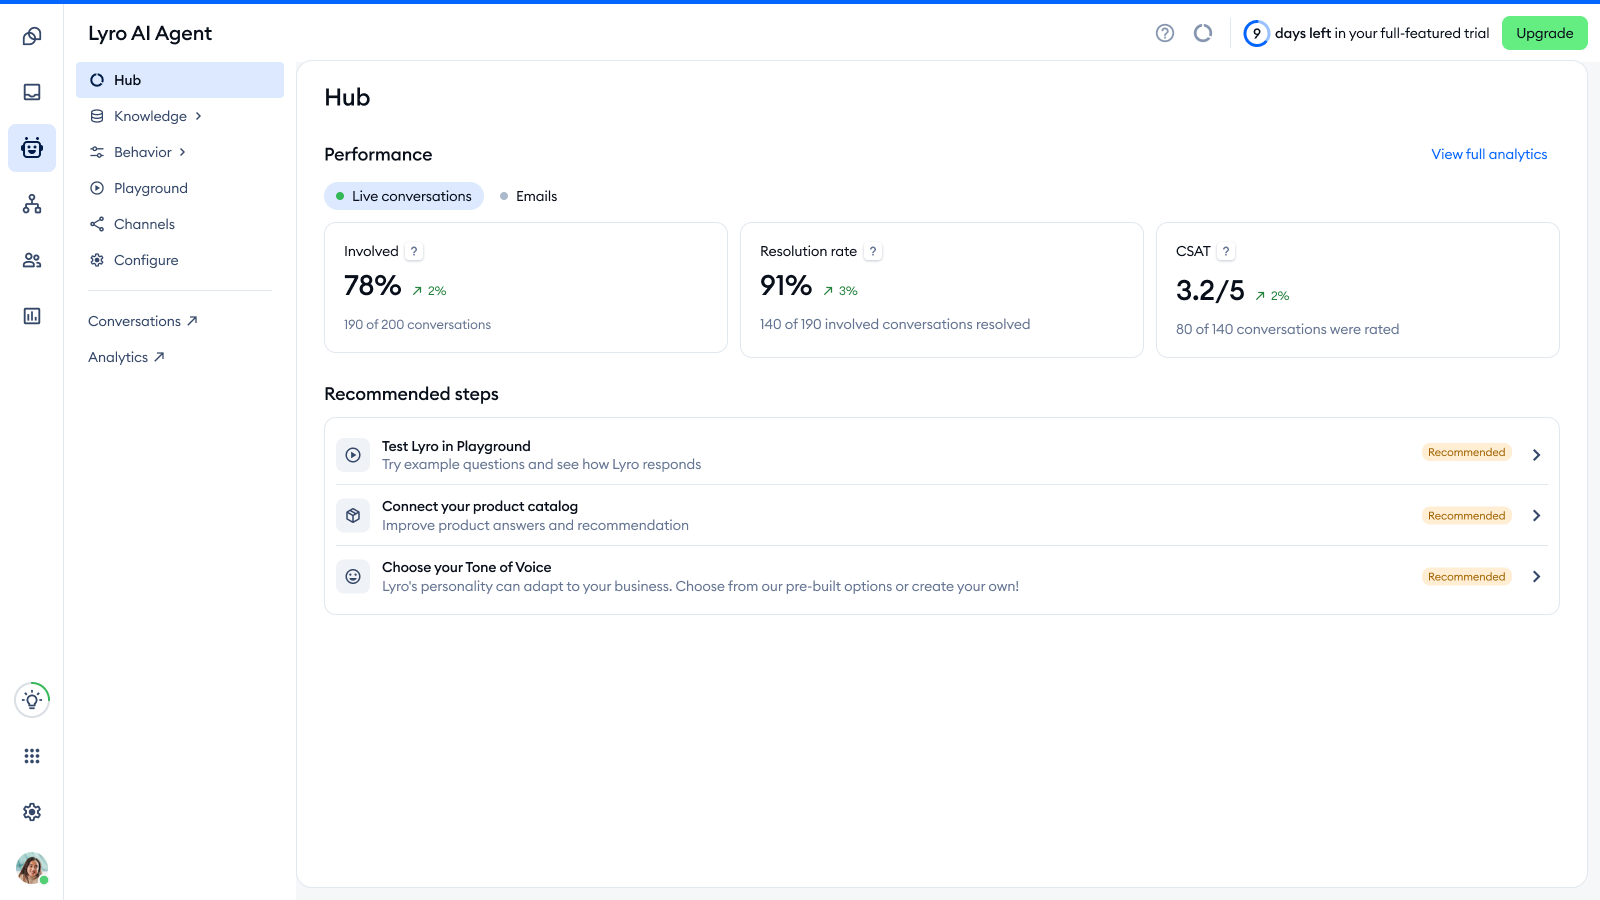 Lyro AI Agent
9 days left in your full-featured trial
Upgrade
Hub
Knowledge
Behavior
Playground
Channels
Configure
Conversations
Analytics
Hub
Performance
View full analytics
Live conversations
Emails
Involved ?
78% 2%
190 of 200 conversations
Resolution rate ?
91% 3%
140 of 190 involved conversations resolved
CSAT ?
3.2/5 2%
80 of 140 conversations were rated
Recommended steps
Test Lyro in Playground
Try example questions and see how Lyro responds
Recommended
Connect your product catalog
Improve product answers and recommendation
Recommended
Choose your Tone of Voice
Lyro's personality can adapt to your business. Choose from our pre-built options or create your own!
Recommended